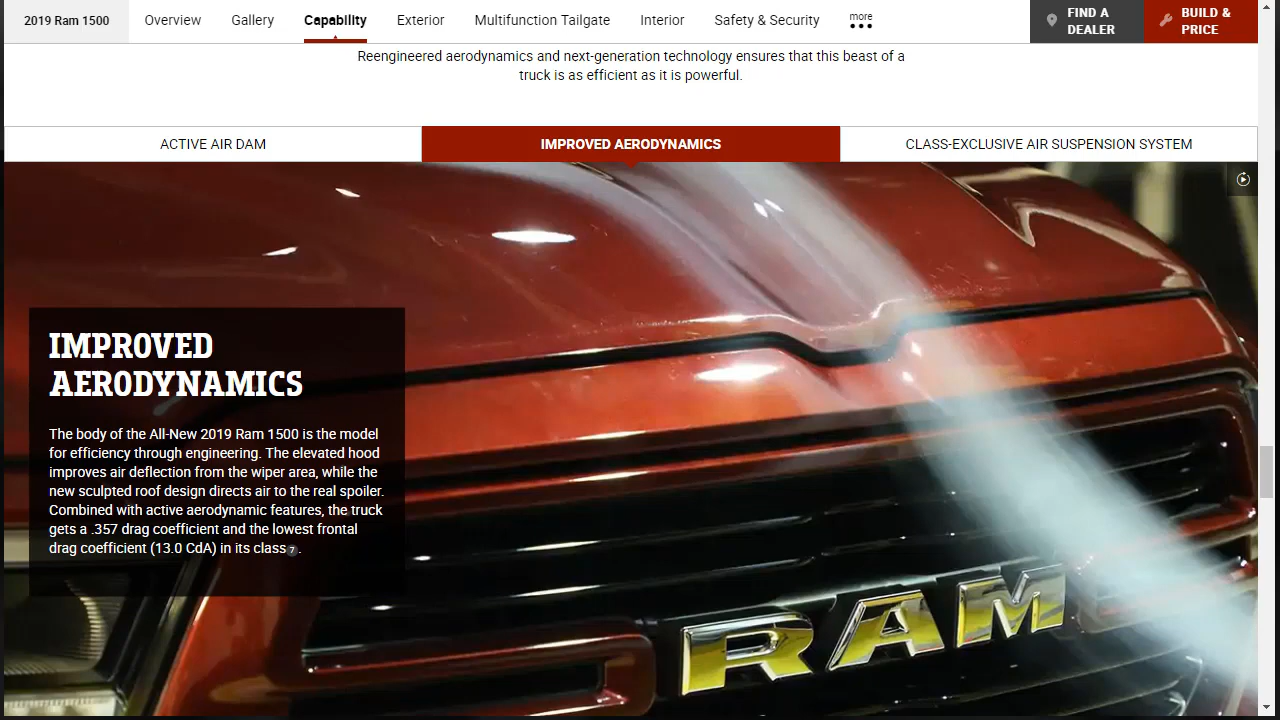 2019 Ram 1500
Overview
Gallery
Capability
Exterior
Multifunction Tailgate
Interior
Safety & Security
more
FIND A
DEALER
BUILD &
PRICE
Reengineered aerodynamics and next-generation technology ensures that this beast of a
truck is as efficient as it is powerful.
ACTIVE AIR DAM
IMPROVED AERODYNAMICS
CLASS-EXCLUSIVE AIR SUSPENSION SYSTEM
IMPROVED
AERODYNAMICS
The body of the All-New 2019 Ram 1500 is the model
for efficiency through engineering. The elevated hood
improves air deflection from the wiper area, while the
new sculpted roof design directs air to the real spoiler.
Combined with active aerodynamic features, the truck
gets a .357 drag coefficient and the lowest frontal
drag coefficient (13.0 CdA) in its class 7 .
RAM